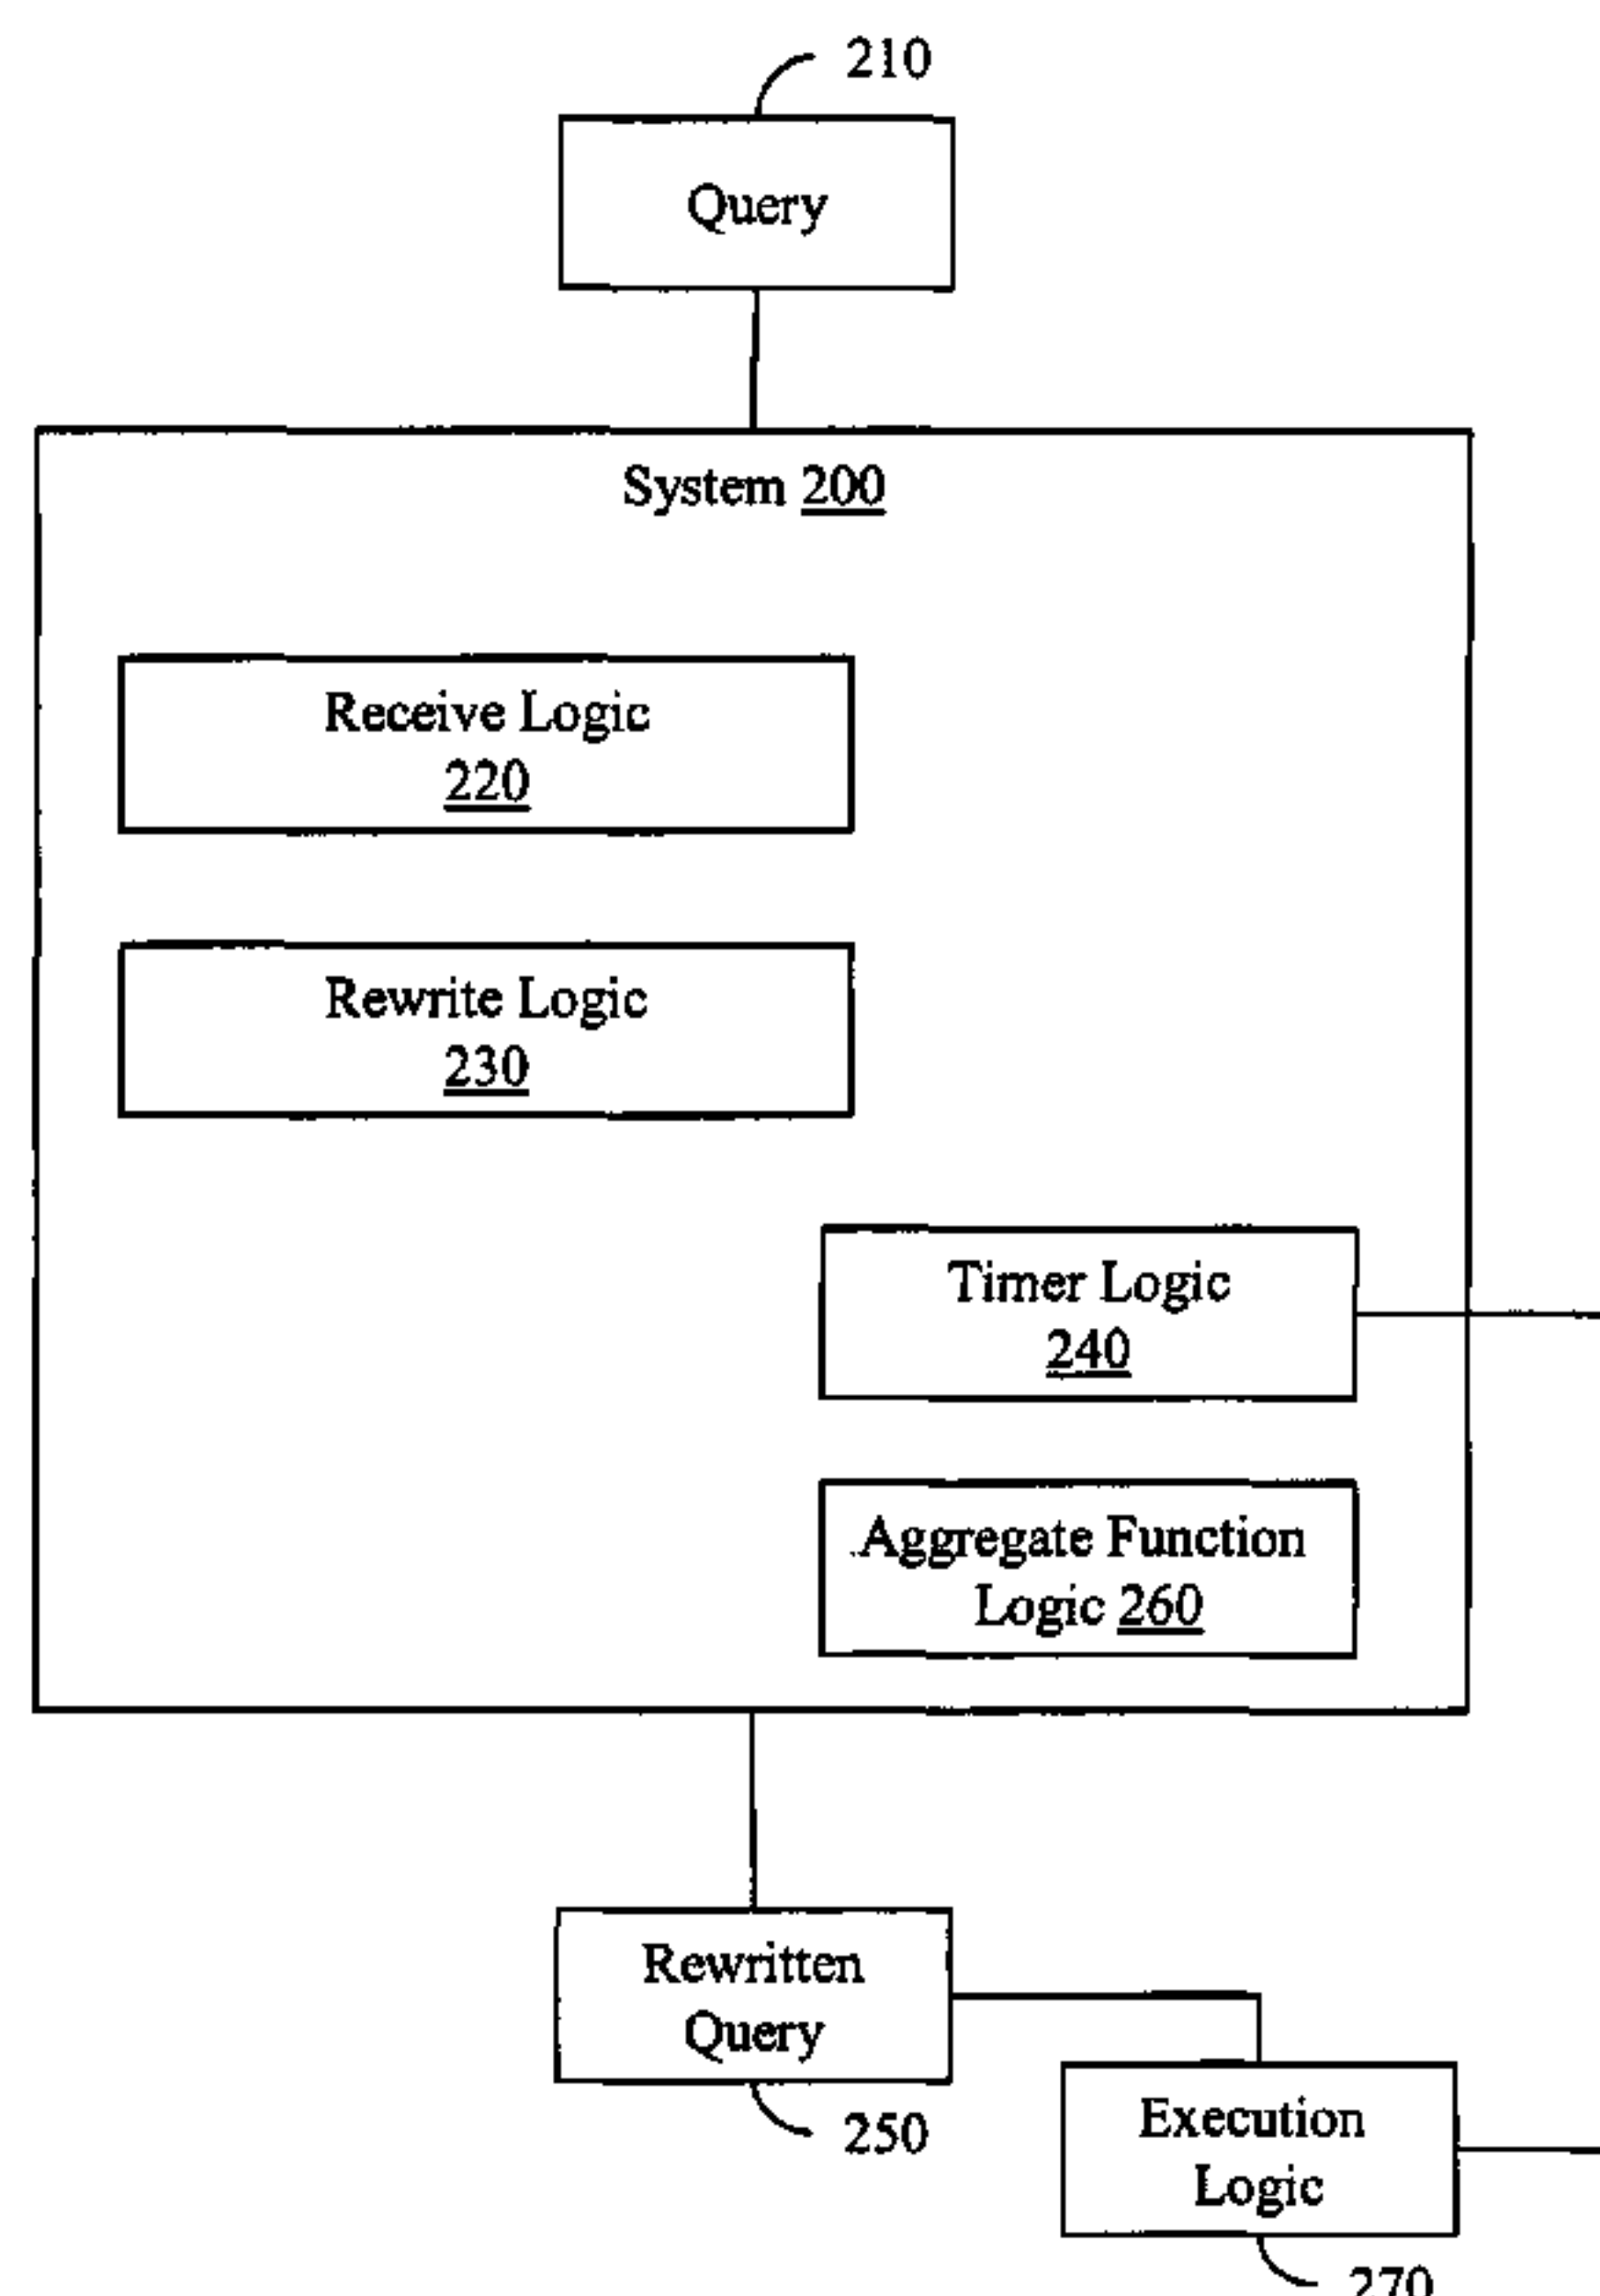 210
Query
System 200
Receive Logic
220
Rewrite Logic
230
Timer Logic
240
Aggregate Function
Logic 260
Rewritten
Query
250
Execution
Logic
270